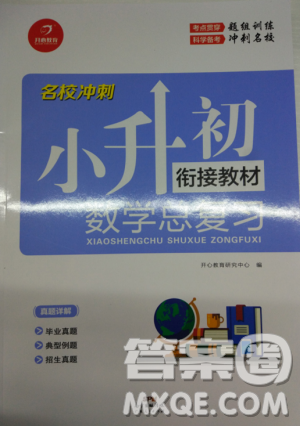 开心教育
考点贯穿 题组训练
科学备考 冲刺名校
名校冲刺
小升初
衔接教材
数学总复习
XIAOSHENGCHU SHUXUE ZONGFUXI
开心教育研究中心 编
真题详解
毕业真题
典型例题
招生真题
答案圈
MXQE.COM